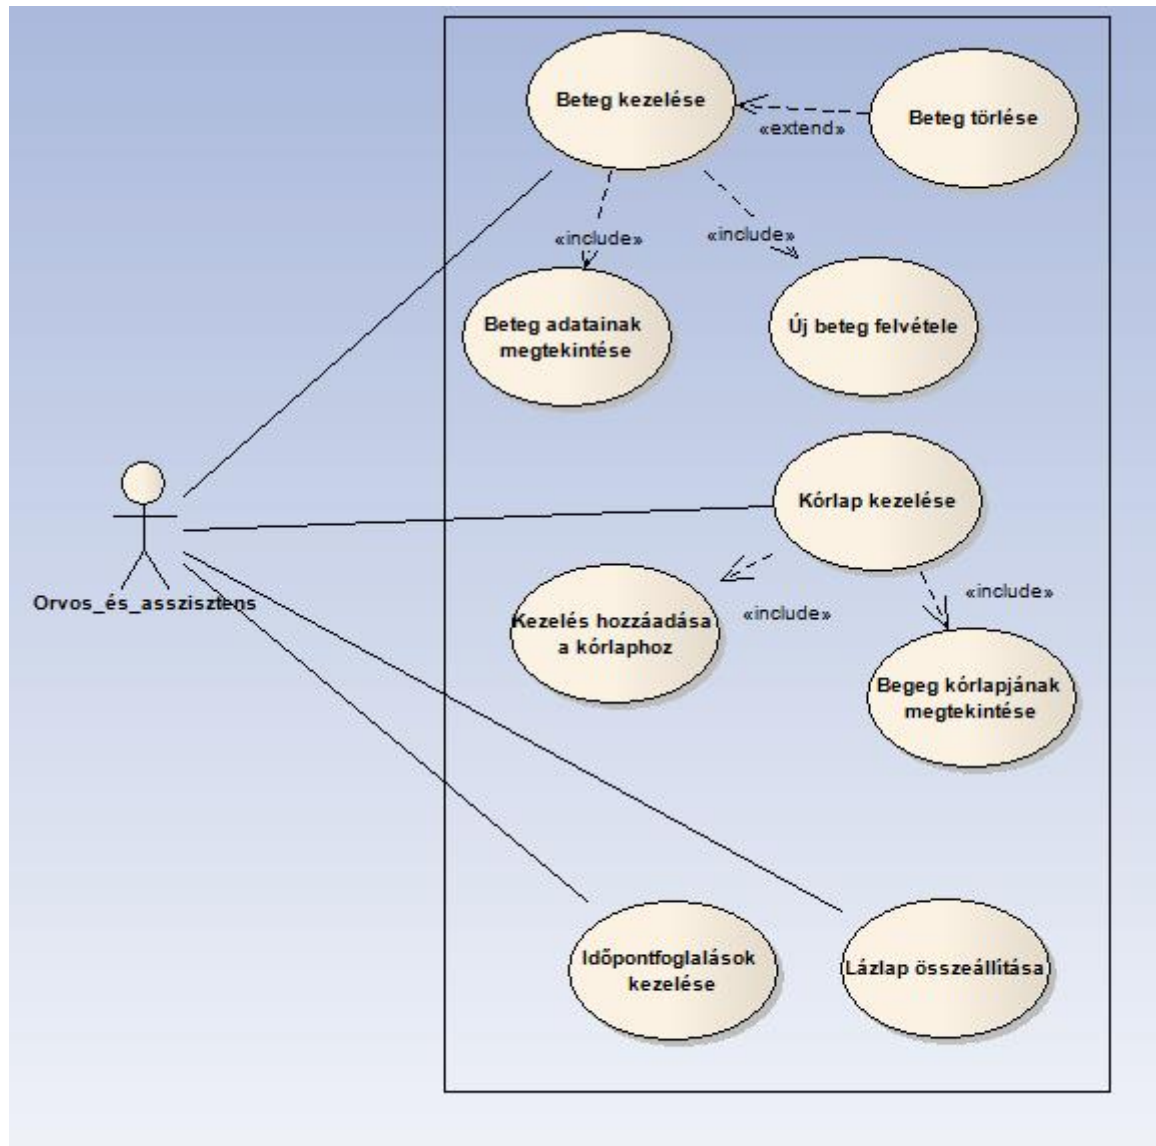 Beteg kezelése
Beteg törlése
«extend»
«include»
«include»
Beteg adatainak
megtekintése
Új beteg felvétele
Kórlap kezelése
Orvos_és_asszisztens
«include»
«include»
Kezelés hozzáadása
a kórlaphoz
Begeg kórlapjának
megtekintése
Időpontfoglalások
kezelése
Lázlap összeállítása